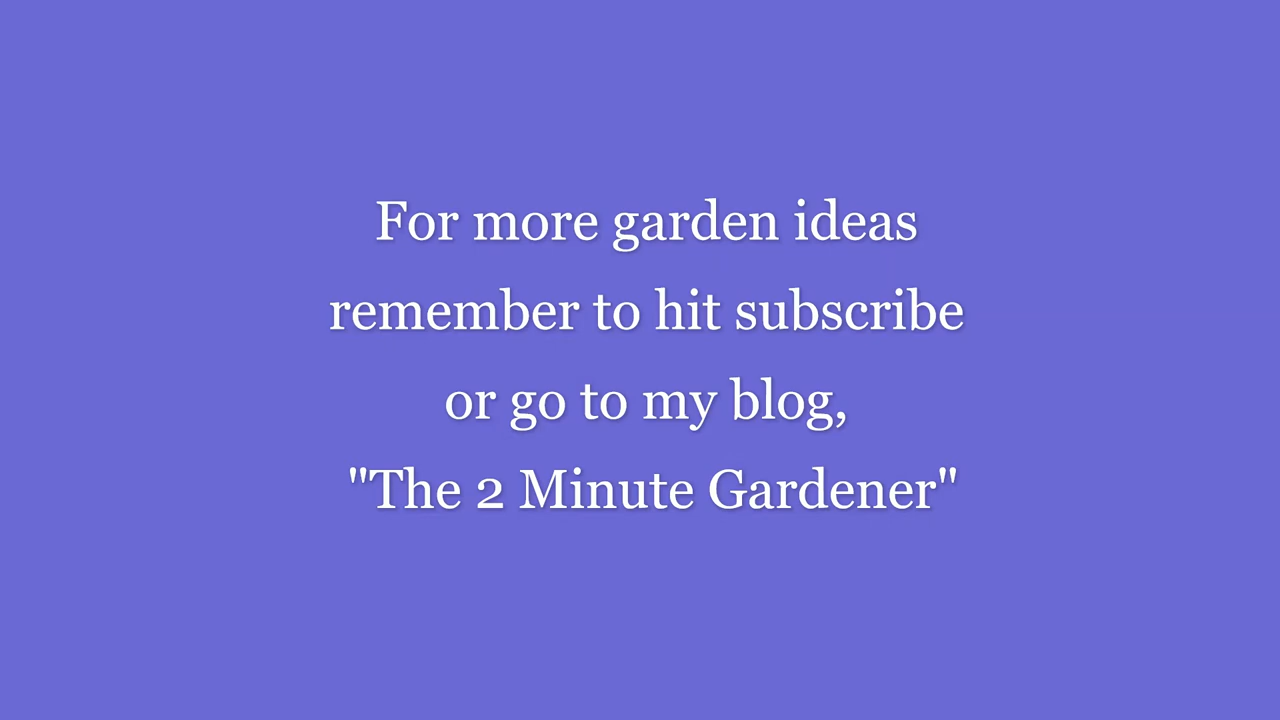 For more garden ideas
remember to hit subscribe
or go to my blog,
"The 2 Minute Gardener"